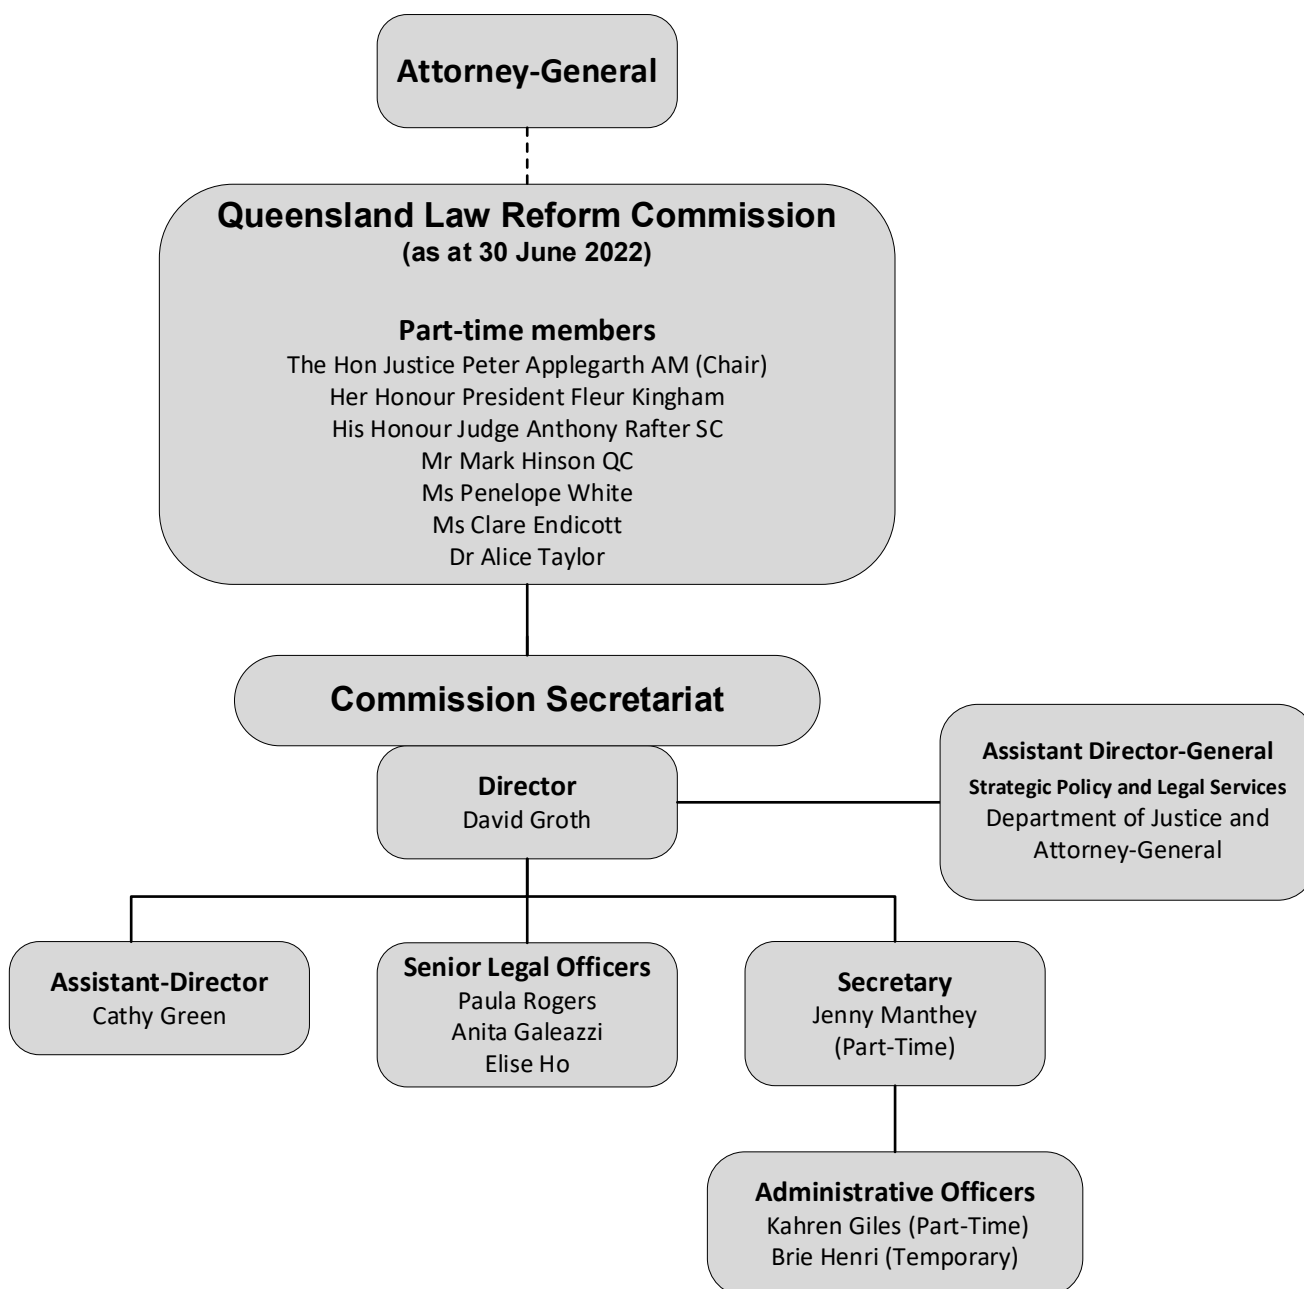 Attorney-General
Queensland Law Reform Commission
(as at 30 June 2022)
Part-time members
The Hon Justice Peter Applegarth AM (Chair)
Her Honour President Fleur Kingham
His Honour Judge Anthony Rafter SC
Mr Mark Hinson QC
Ms Penelope White
Ms Clare Endicott
Dr Alice Taylor
Commission Secretariat
Director
David Groth
Assistant Director-General
Strategic Policy and Legal Services
Department of Justice and
Attorney-General
Assistant-Director
Cathy Green
Senior Legal Officers
Paula Rogers
Anita Galeazzi
Elise Ho
Secretary
Jenny Manthey
(Part-Time)
Administrative Officers
Kahren Giles (Part-Time)
Brie Henri (Temporary)